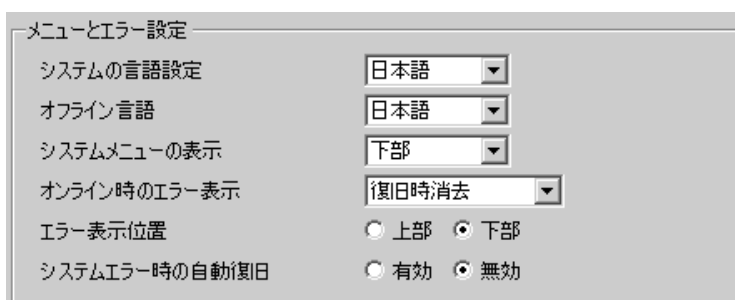 メニューとエラー設定
システムの言語設定 日本語
オフライン言語 日本語
システムメニューの表示 下部
オンライン時のエラー表示 復旧時消去
エラー表示位置 上部 下部
システムエラー時の自動復旧 有効 無効